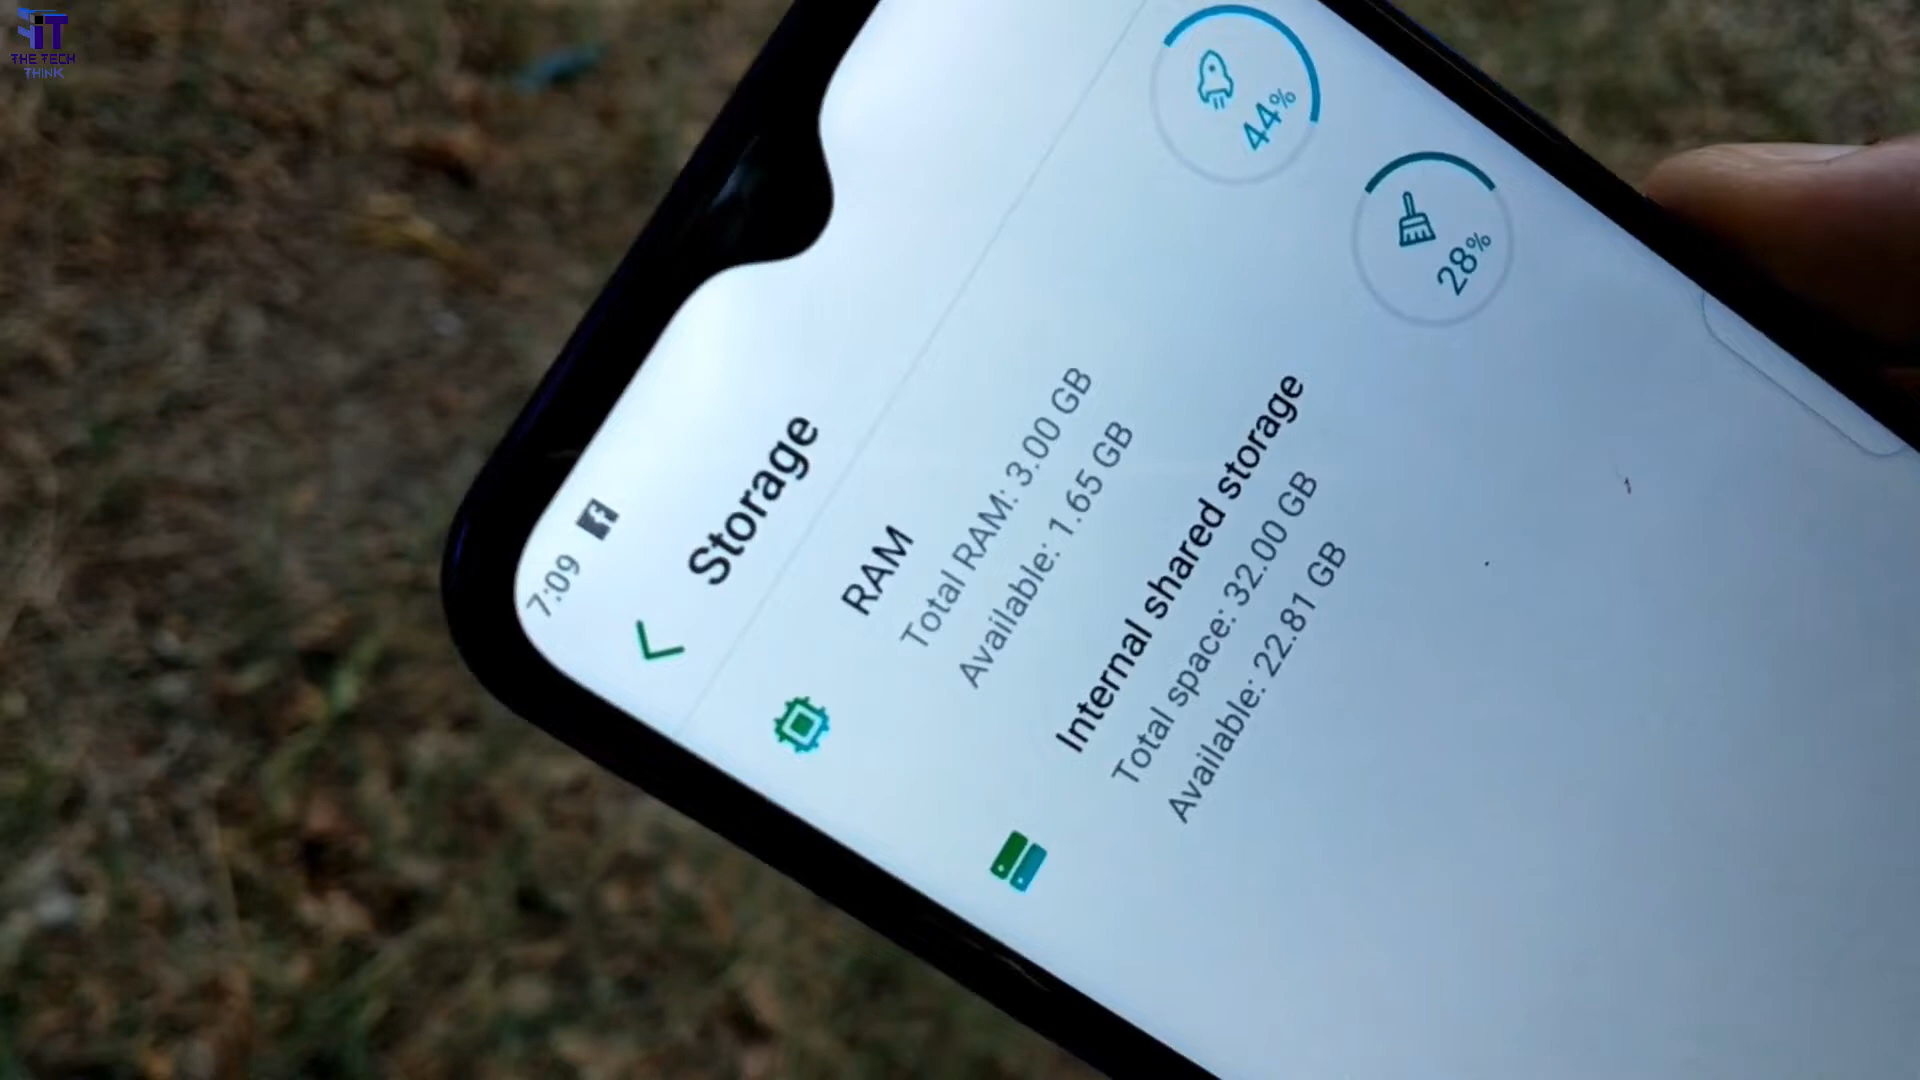 THE TECH
THINK
7:09
Storage
RAM
Total RAM: 3.00 GB
Available: 1.65 GB
44%
Internal shared storage
Total space: 32.00 GB
Available: 22.81 GB
28%